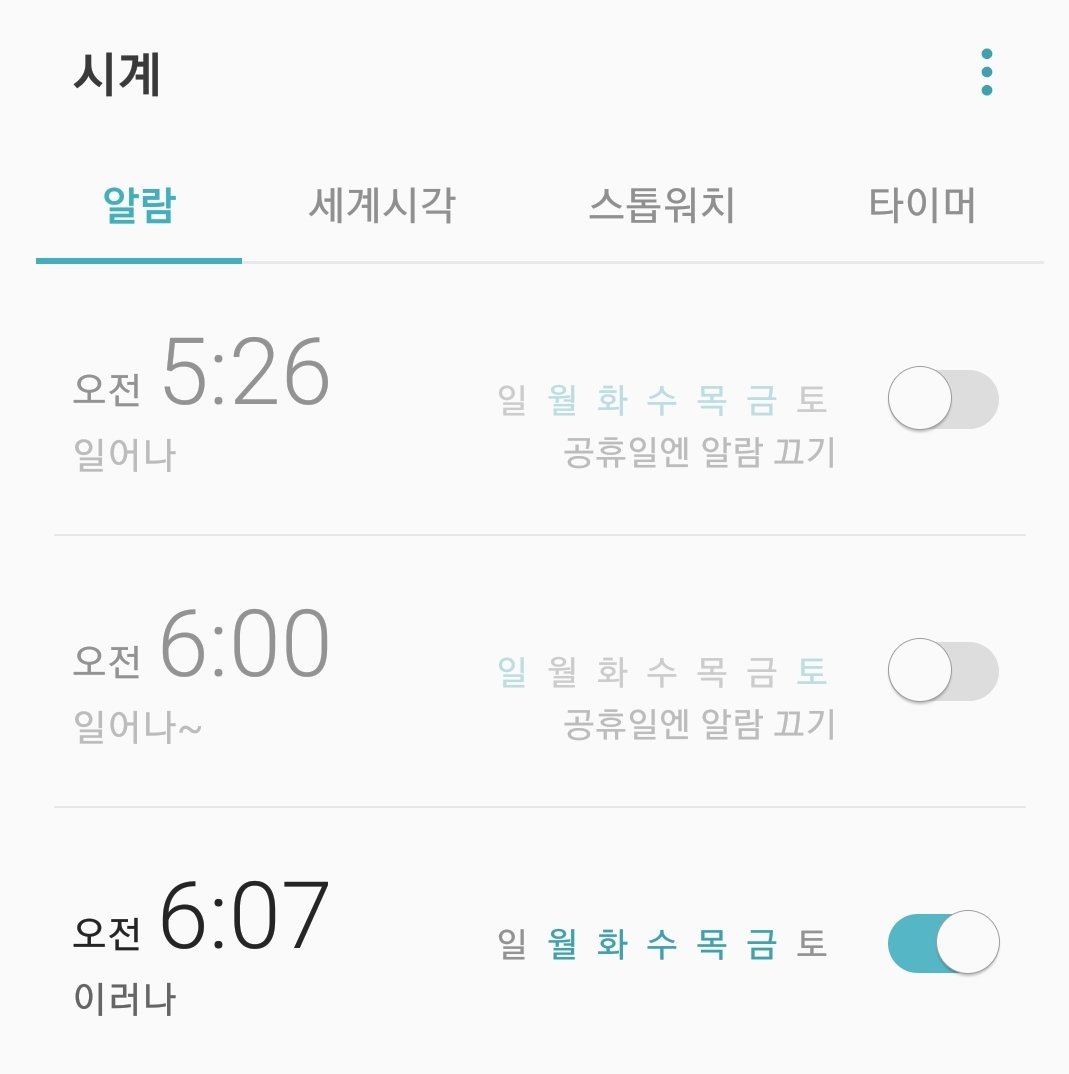 시계
알람 세계시각 스톱워치 타이머
오전 5:26
일 월 화 수 목 금 토
일어나
공휴일엔 알람 끄기
오전 6:00
일 월 화 수 목 금 토
일어나~
공휴일엔 알람 끄기
오전 6:07
일 월 화 수 목 금 토
이러나